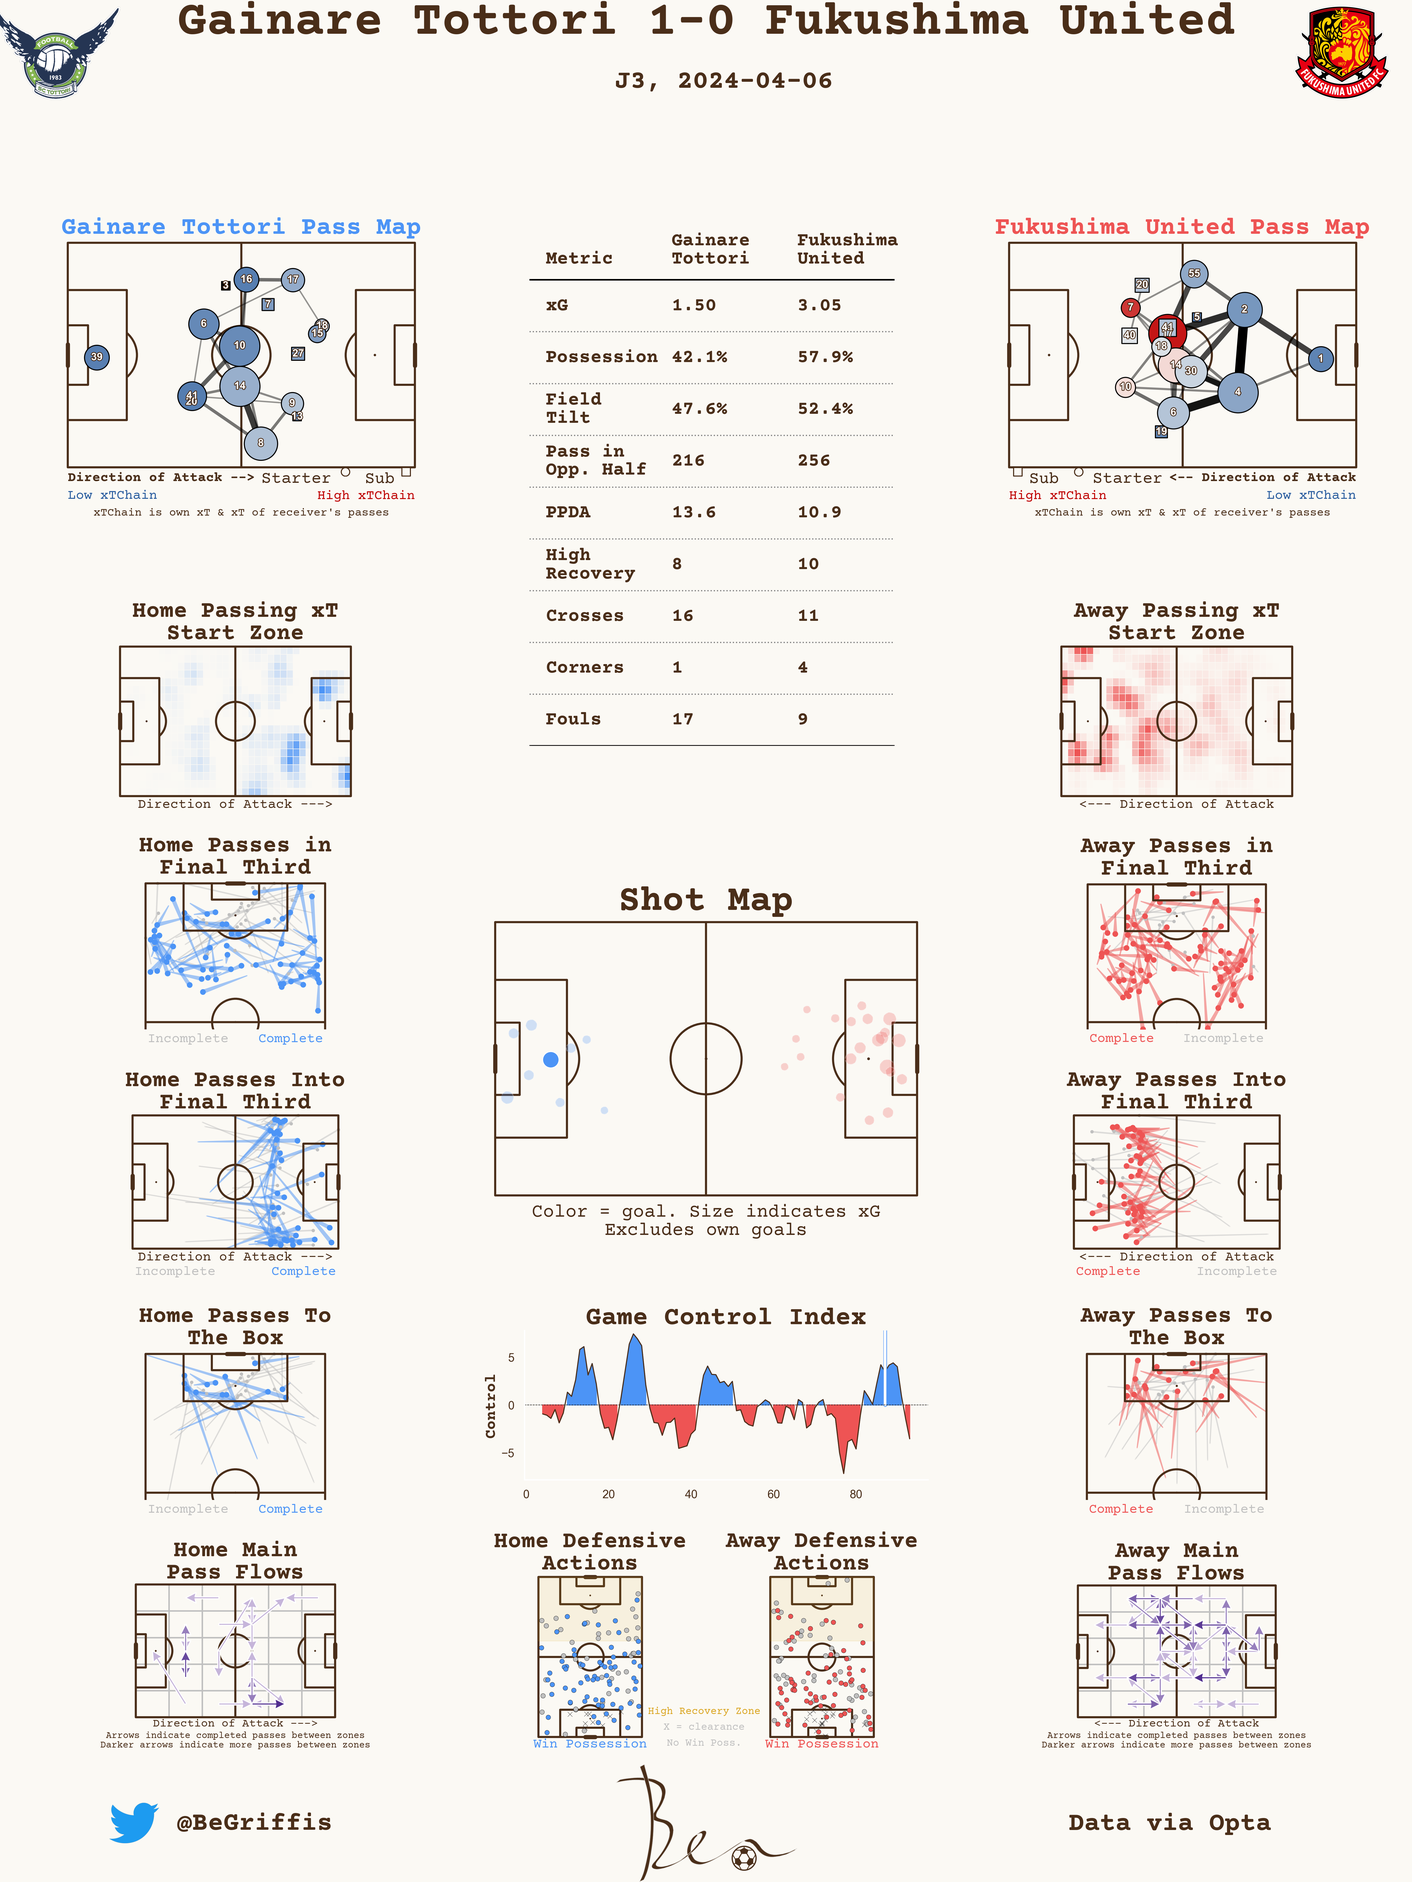 Gainare Tottori 1-0 Fukushima United
J3, 2024-04-06
FOOTBALL
1983
S.C. TOTTORI
FUKUSHIMA UNITED FC
Gainare Tottori Pass Map
3
16
17
7
6
10
18
15
27
39
14
41
20
9
13
8
Direction of Attack --> Starter Sub
Low xTChain High xTChain
xTChain is own xT & xT of receiver's passes
Metric Gainare Tottori Fukushima United
xG 1.50 3.05
Possession 42.1% 57.9%
Field Tilt 47.6% 52.4%
Pass in Opp. Half 216 256
PPDA 13.6 10.9
High Recovery 8 10
Crosses 16 11
Corners 1 4
Fouls 17 9
Fukushima United Pass Map
55
20
7
5
2
41
40
18
14
30
1
10
4
6
19
Sub Starter <-- Direction of Attack
High xTChain Low xTChain
xTChain is own xT & xT of receiver's passes
Home Passing xT
Start Zone
Direction of Attack --->
Away Passing xT
Start Zone
<--- Direction of Attack
Home Passes in
Final Third
Incomplete Complete
Away Passes in
Final Third
Complete Incomplete
Shot Map
Color = goal. Size indicates xG
Excludes own goals
Home Passes Into
Final Third
Direction of Attack --->
Incomplete Complete
Away Passes Into
Final Third
<--- Direction of Attack
Complete Incomplete
Home Passes To
The Box
Incomplete Complete
Game Control Index
Control
5
0
−5
0 20 40 60 80
Away Passes To
The Box
Complete Incomplete
Home Main
Pass Flows
Direction of Attack --->
Arrows indicate completed passes between zones
Darker arrows indicate more passes between zones
Home Defensive
Actions
Win Possession
High Recovery Zone
X = clearance
No Win Poss.
Away Defensive
Actions
Win Possession
Away Main
Pass Flows
<--- Direction of Attack
Arrows indicate completed passes between zones
Darker arrows indicate more passes between zones
@BeGriffis
Ben
Data via Opta